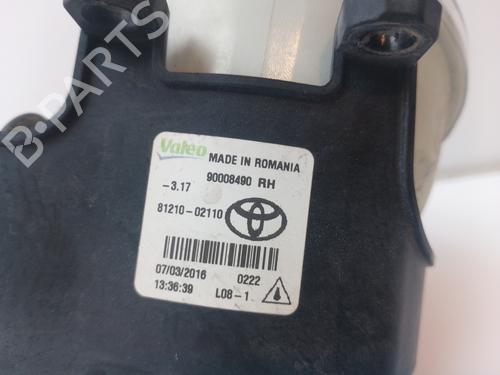 B-PARTS
Valeo
MADE IN ROMANIA
90008490 RH
-3.17
81210-02110
07/03/2016 0222
13:36:39 L08-1